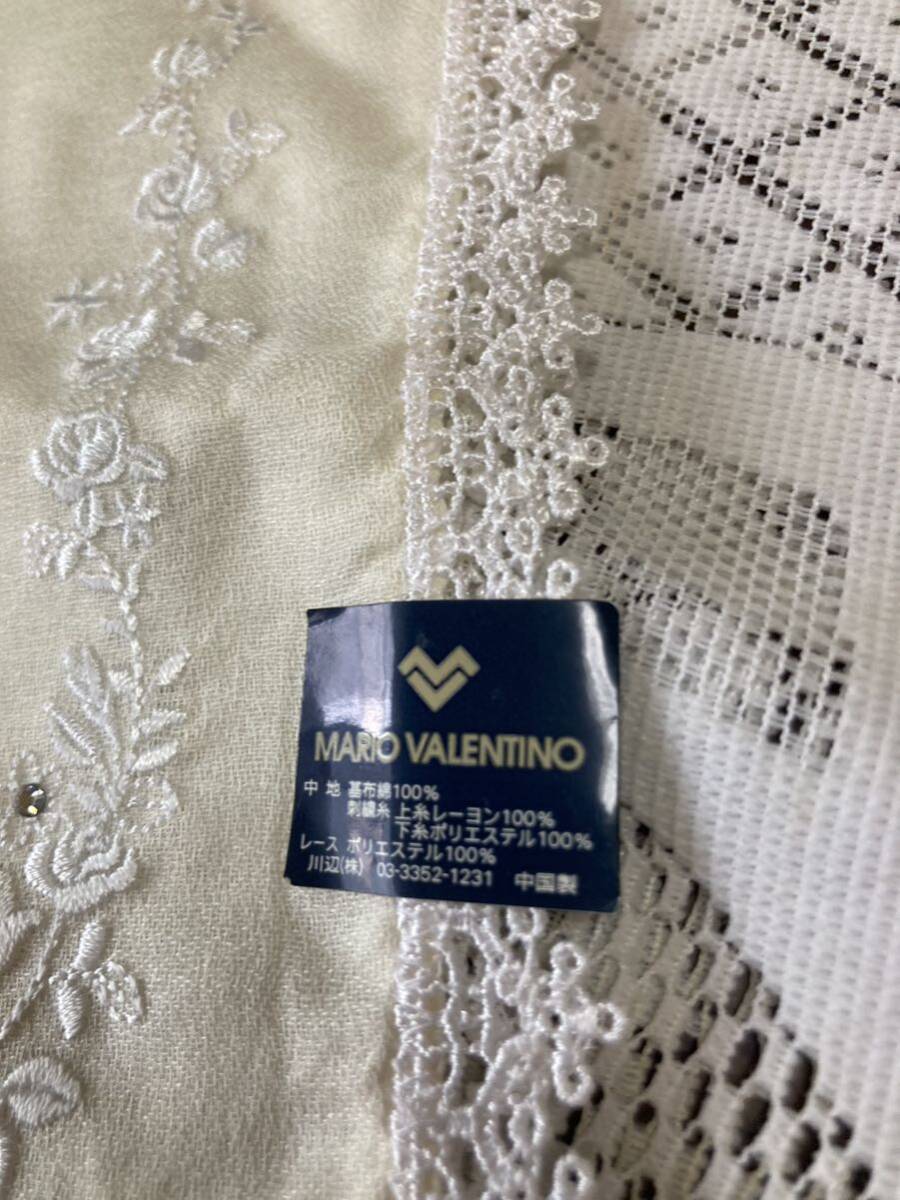 MARIO VALENTINO
中 地 基布綿100%
刺繍糸 上糸レーヨン100%
下糸ポリエステル100%
レース ポリエステル100%
川辺(株) 03-3352-1231 中国製